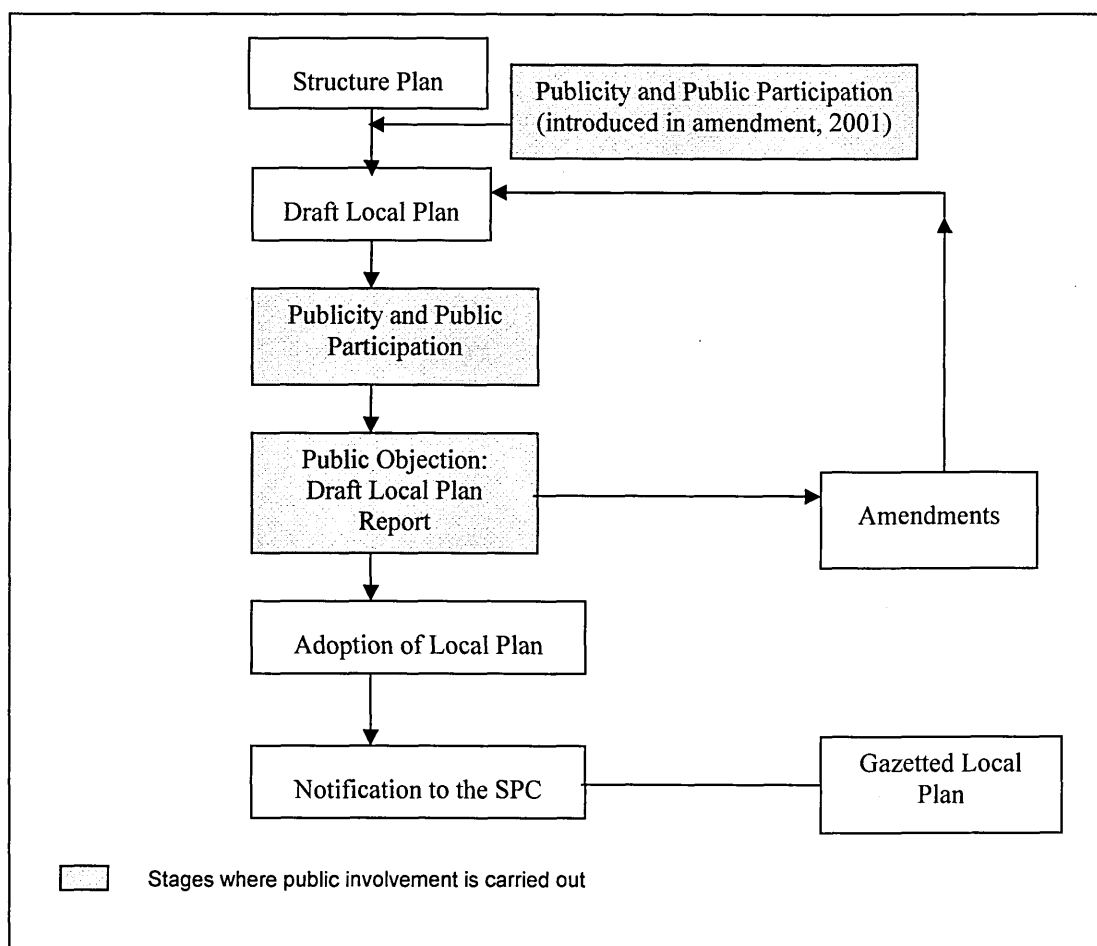 Structure Plan
Publicity and Public Participation
(introduced in amendment, 2001)
Draft Local Plan
Publicity and Public
Participation
Public Objection:
Draft Local Plan
Report
Amendments
Adoption of Local Plan
Notification to the SPC
Gazetted Local
Plan
Stages where public involvement is carried out